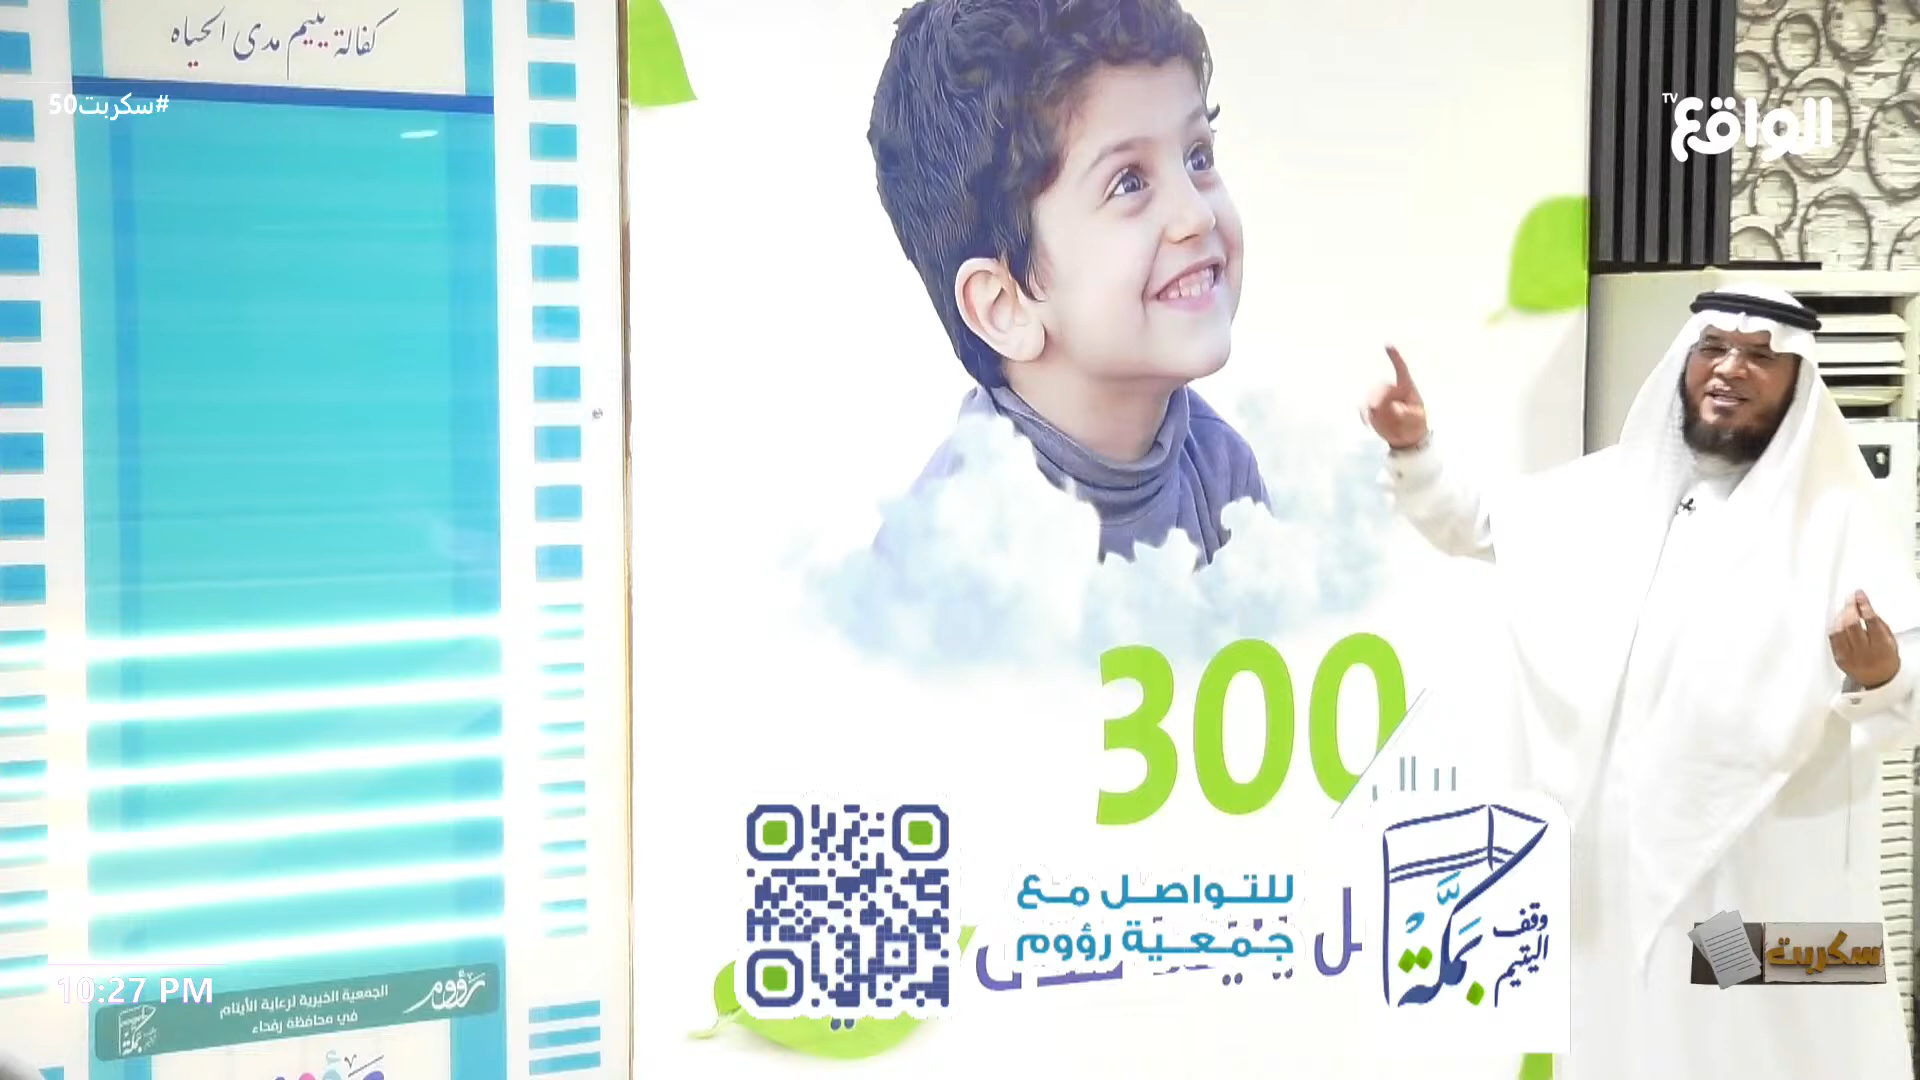 كفالة يتيم مدى الحياه
#سكربت50
الواقع
TV
300
للتواصل مع
جمعية رؤوم
وقف
اليتيم
بمكة
سكربت
10:27 PM
رؤوم
الجمعية الخيرية لرعاية الأيتام
في محافظة رفحاء
بمكة